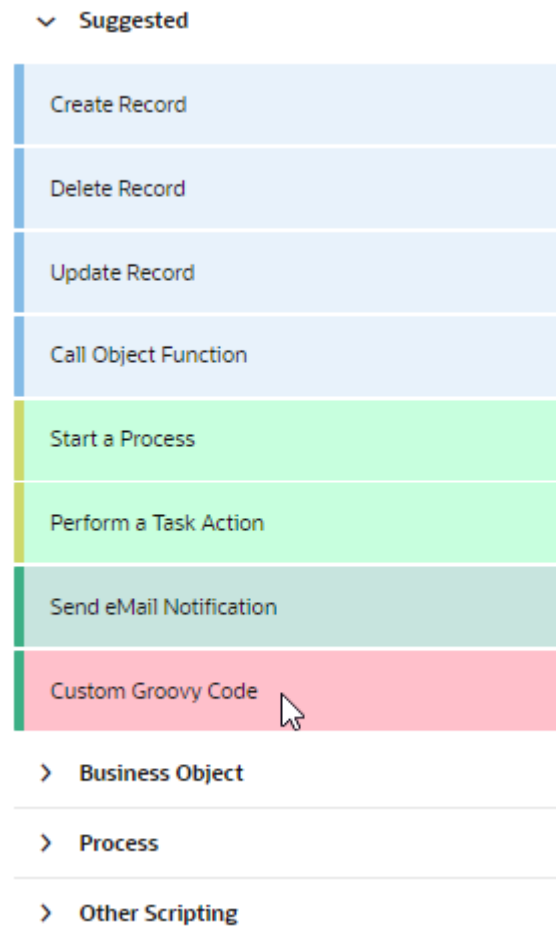 Suggested
Create Record
Delete Record
Update Record
Call Object Function
Start a Process
Perform a Task Action
Send eMail Notification
Custom Groovy Code
Business Object
Process
Other Scripting